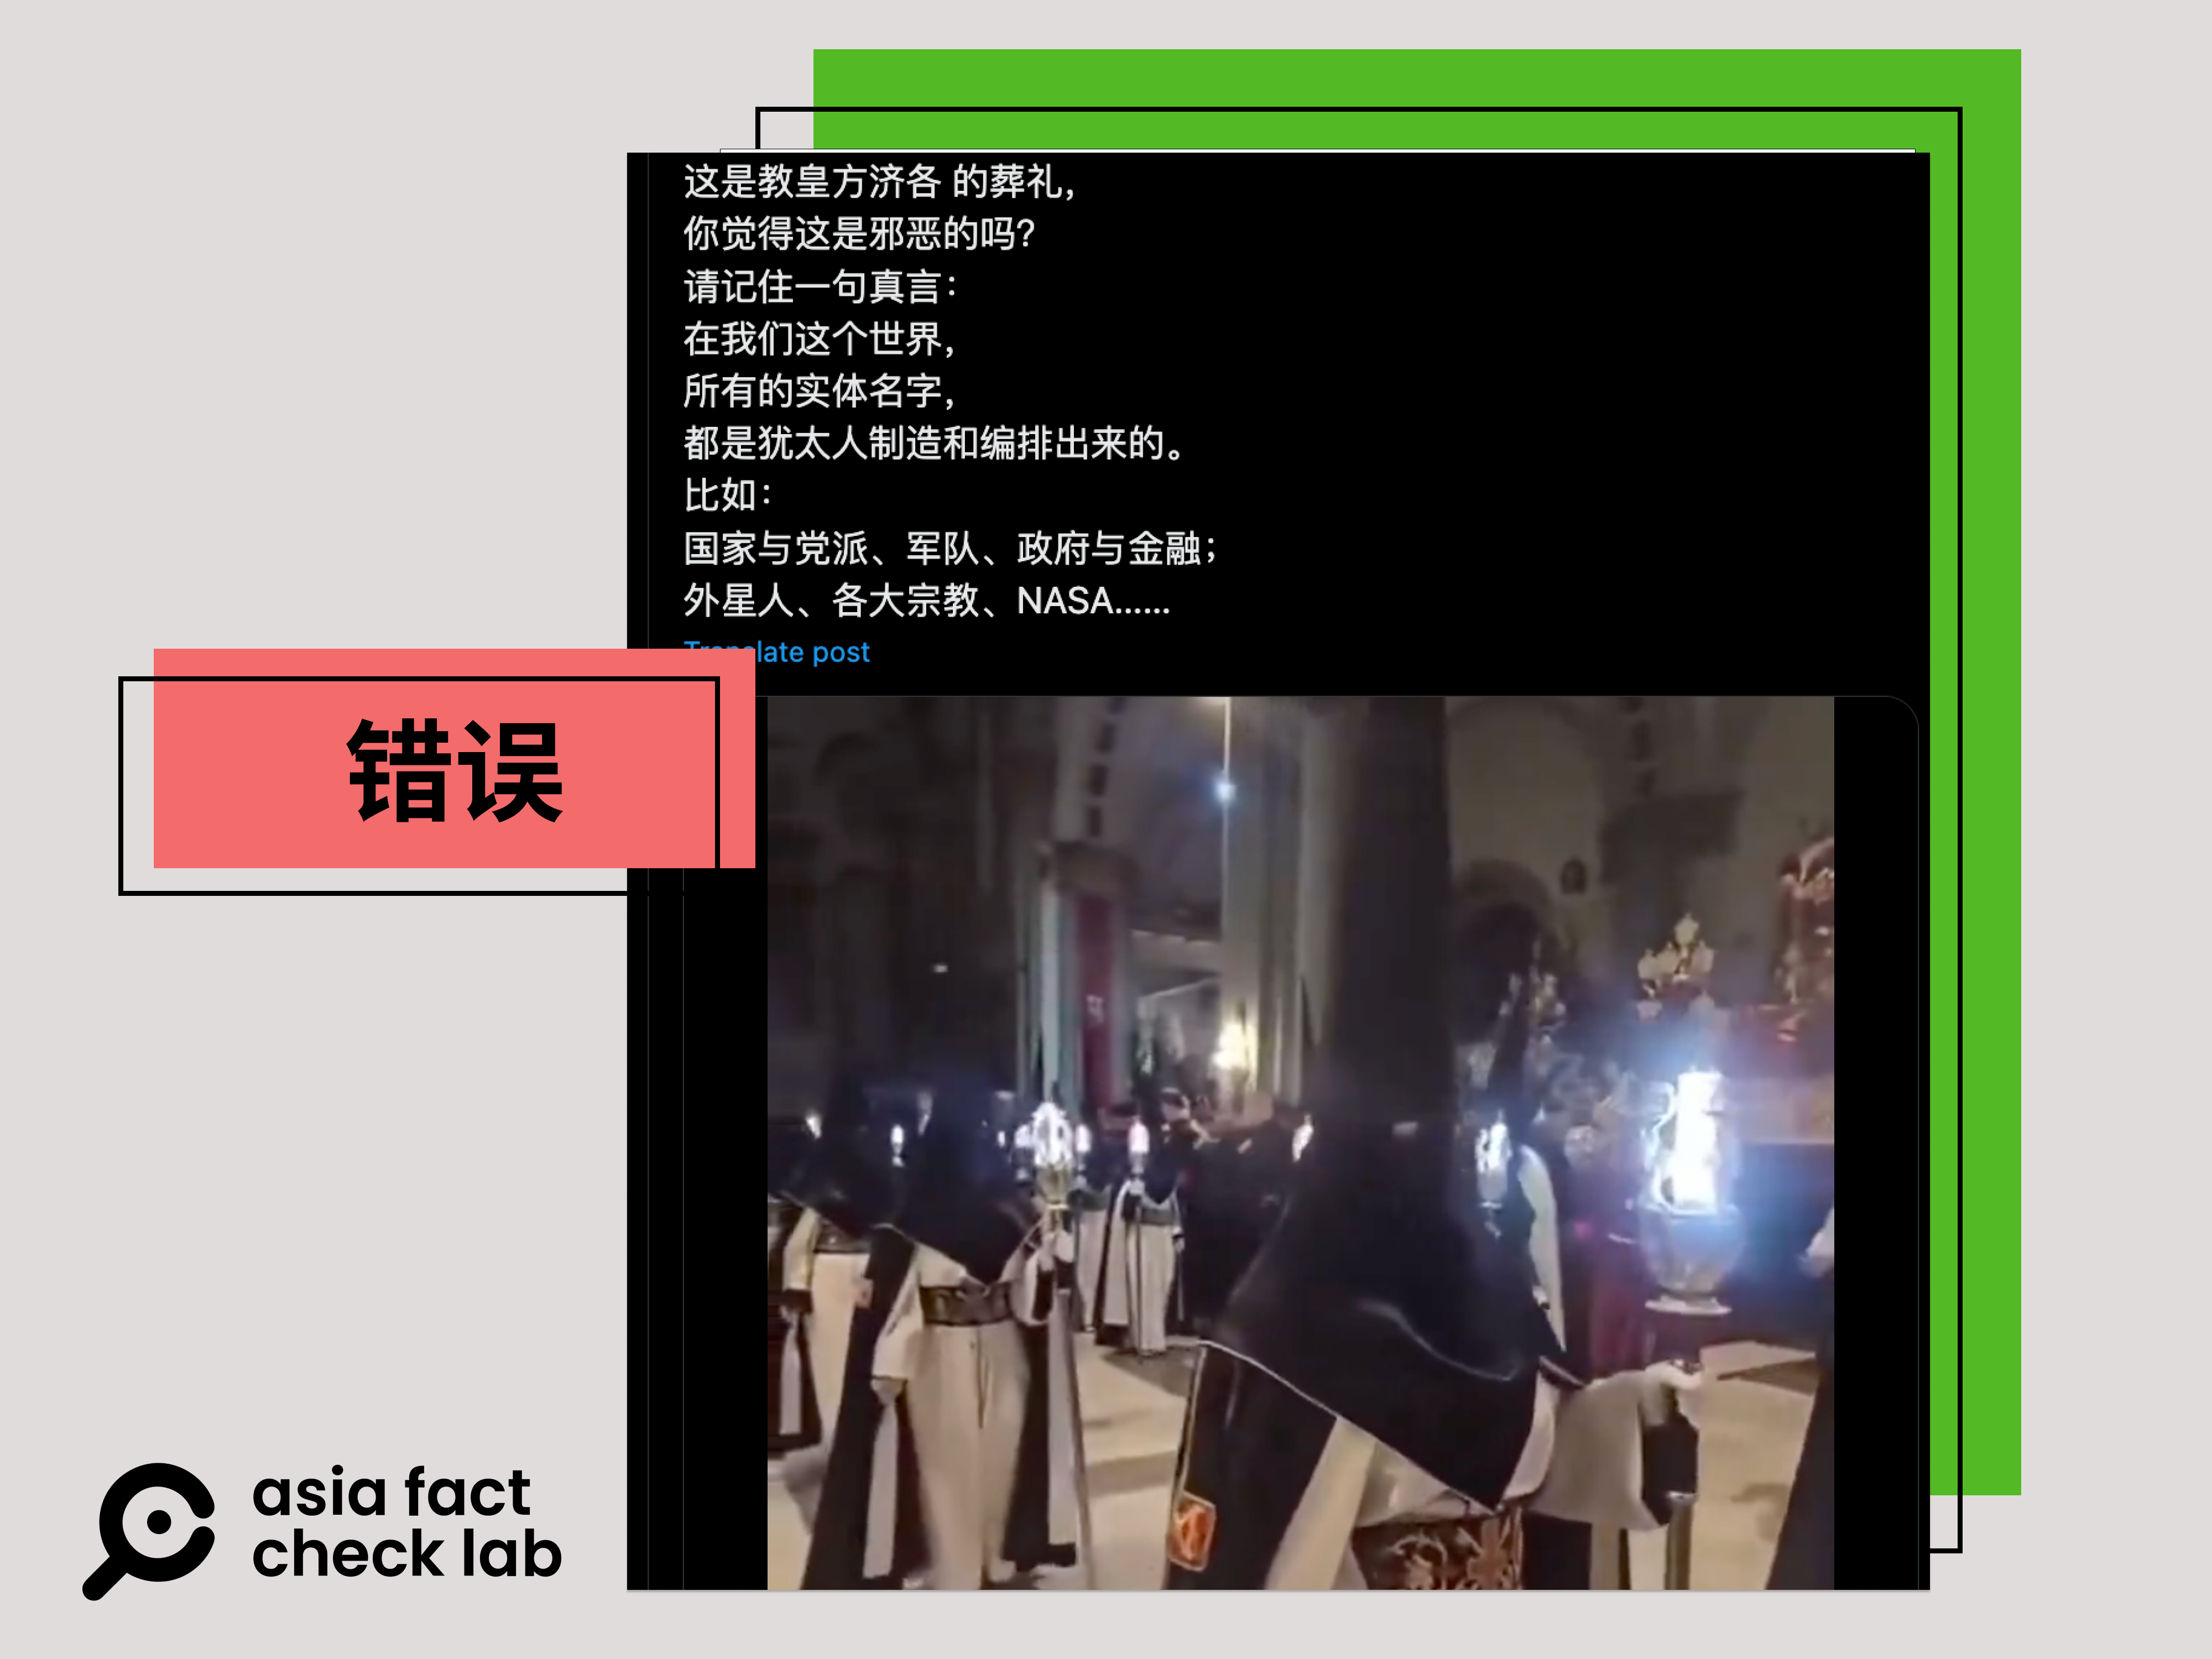 这是教皇方济各 的葬礼，
你觉得这是邪恶的吗？
请记住一句真言：
在我们这个世界，
所有的实体名字，
都是犹太人制造和编排出来的。
比如：
国家与党派、军队、政府与金融；
外星人、各大宗教、NASA......
Translate post
错误
asia fact
check lab